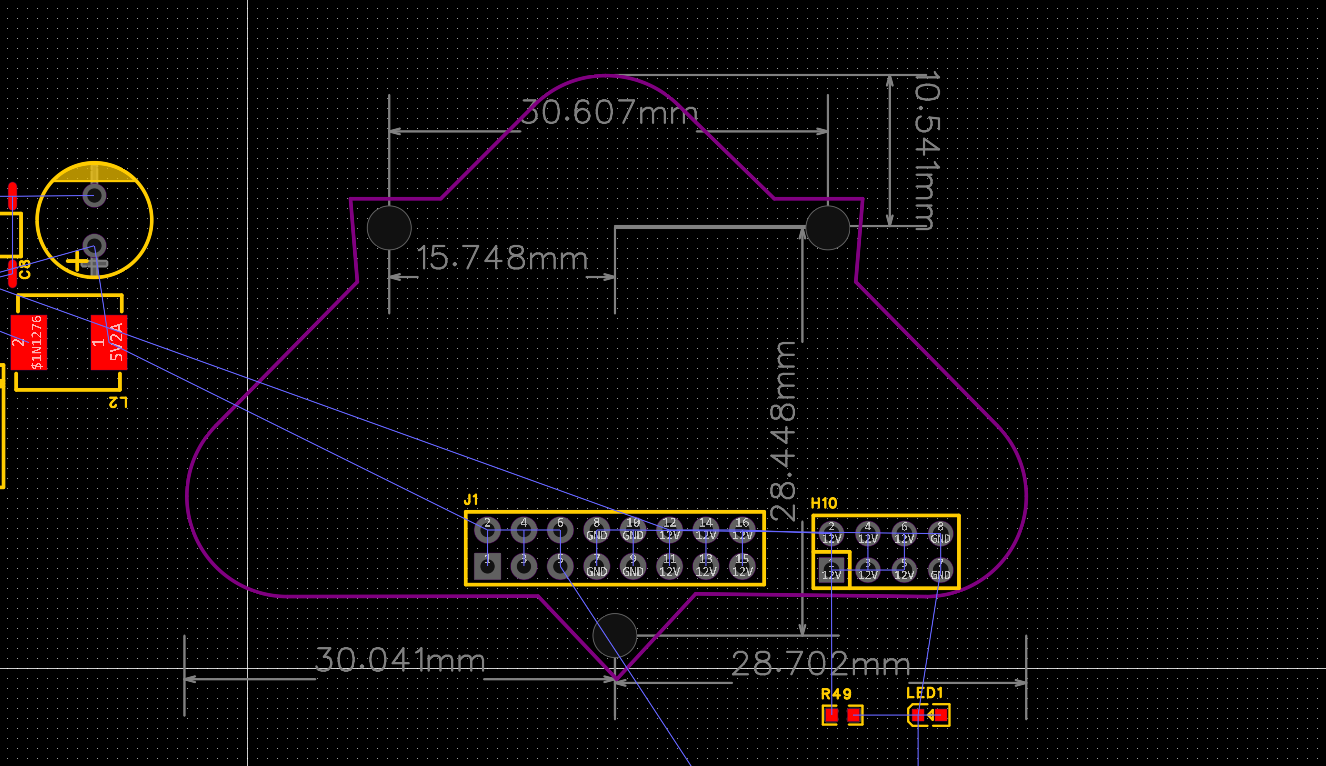 30.607mm
10.541mm
15.748mm
C8
2
$1N1276
1
5V2A
L2
28.448mm
J1
H10
2 4 6 8 10 12 14 16
GND GND 12V 12V 12V
1 3 5 7 9 11 13 15
GND GND 12V 12V 12V
2 4 6 8
12V 12V 12V GND
1 3 5 7
12V 12V 12V GND
30.041mm
28.702mm
R49
LED1